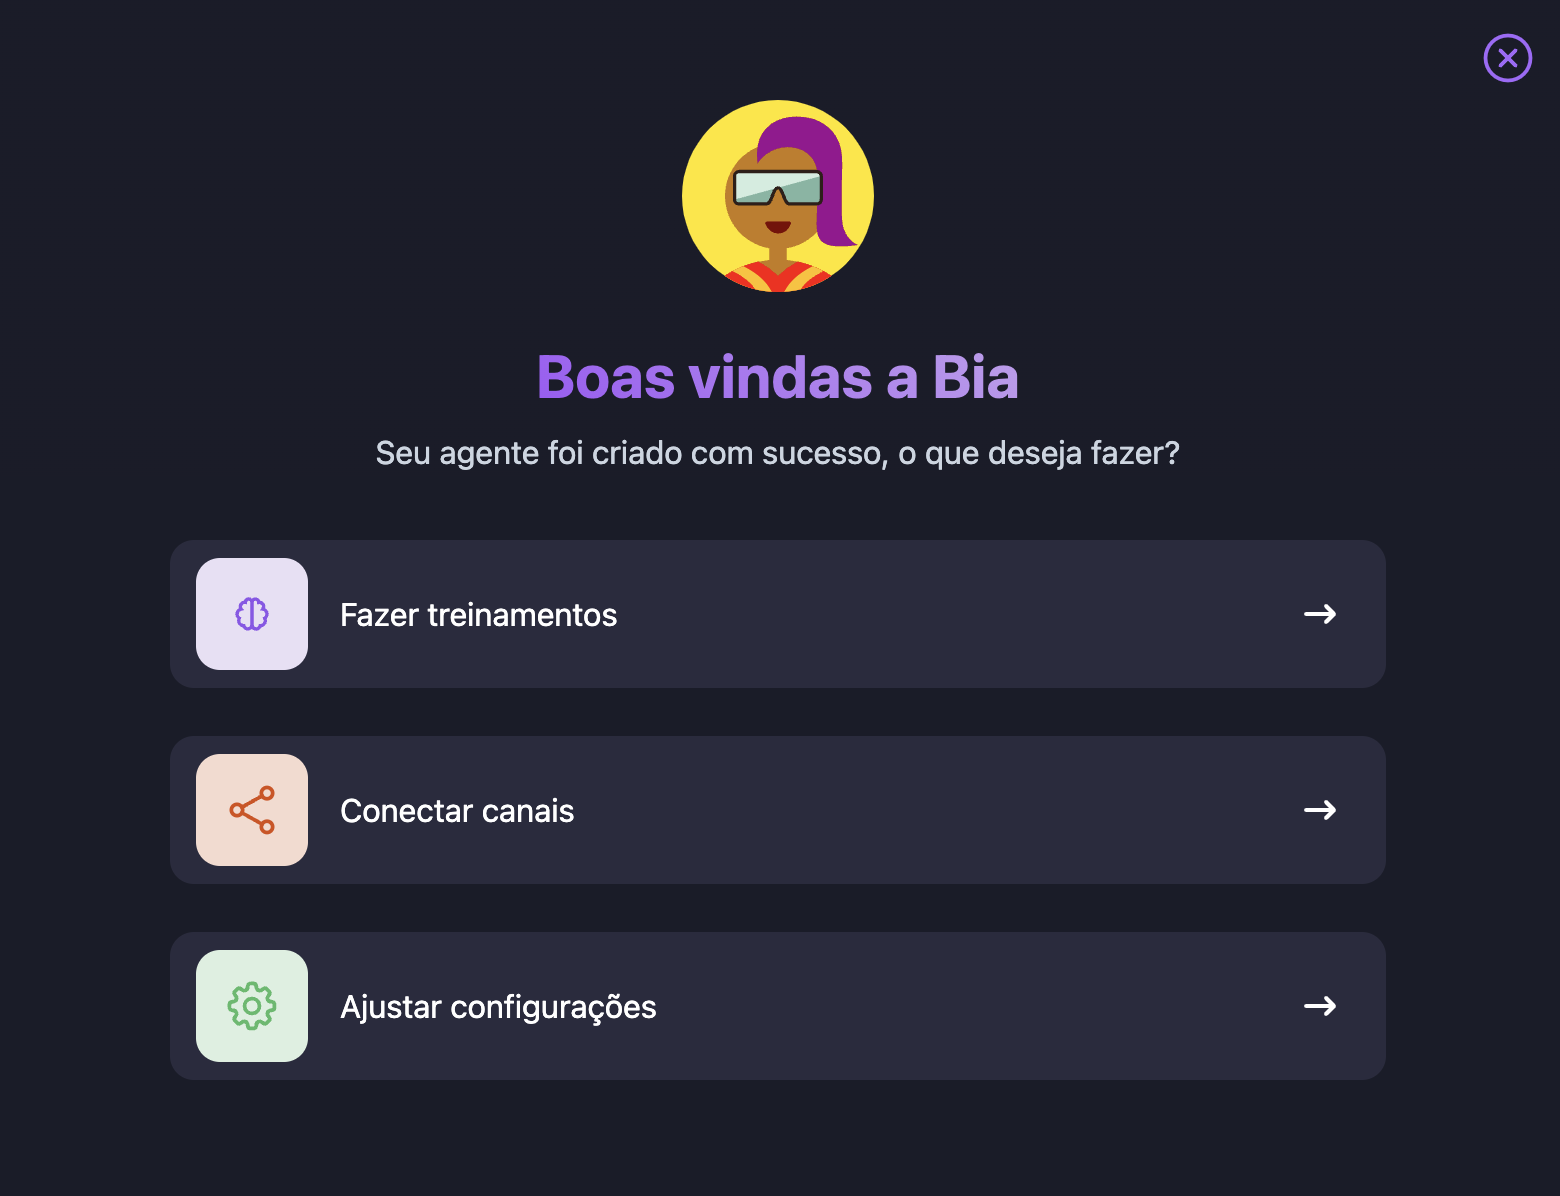 Boas vindas a Bia
Seu agente foi criado com sucesso, o que deseja fazer?
Fazer treinamentos
Conectar canais
Ajustar configurações